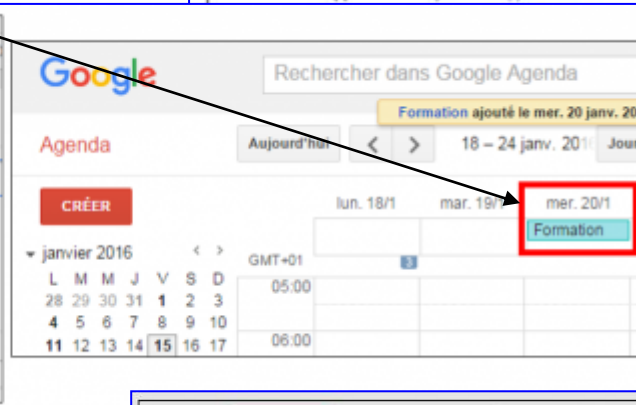 Google
Rechercher dans Google Agenda
Formation ajouté le mer. 20 janv. 20
Agenda
Aujourd'hui < > 18 – 24 janv. 201 Jour
CRÉER
lun. 18/1 mar. 19/1 mer. 20/1
Formation
janvier 2016 < >
GMT+01 3
L M M J V S D
28 29 30 31 1 2 3
4 5 6 7 8 9 10
11 12 13 14 15 16 17
05:00
06:00